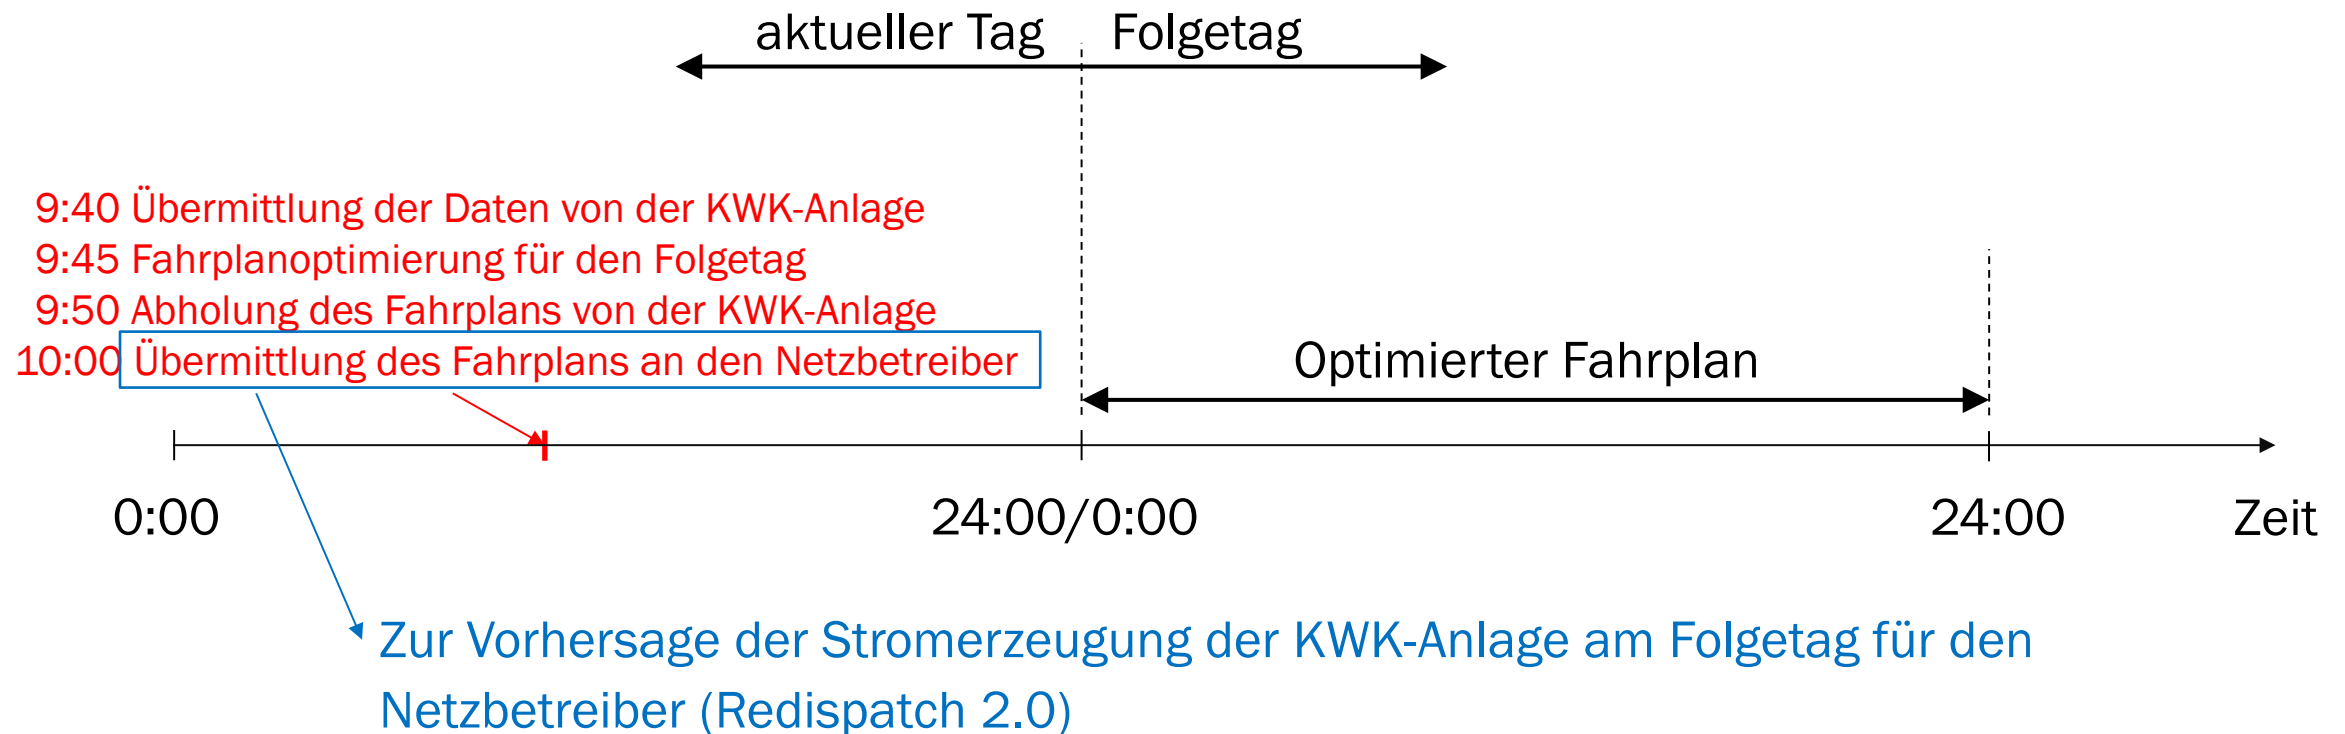 aktueller Tag Folgetag
9:40 Übermittlung der Daten von der KWK-Anlage
9:45 Fahrplanoptimierung für den Folgetag
9:50 Abholung des Fahrplans von der KWK-Anlage
10:00 Übermittlung des Fahrplans an den Netzbetreiber
Optimierter Fahrplan
0:00 24:00/0:00 24:00 Zeit
Zur Vorhersage der Stromerzeugung der KWK-Anlage am Folgetag für den
Netzbetreiber (Redispatch 2.0)